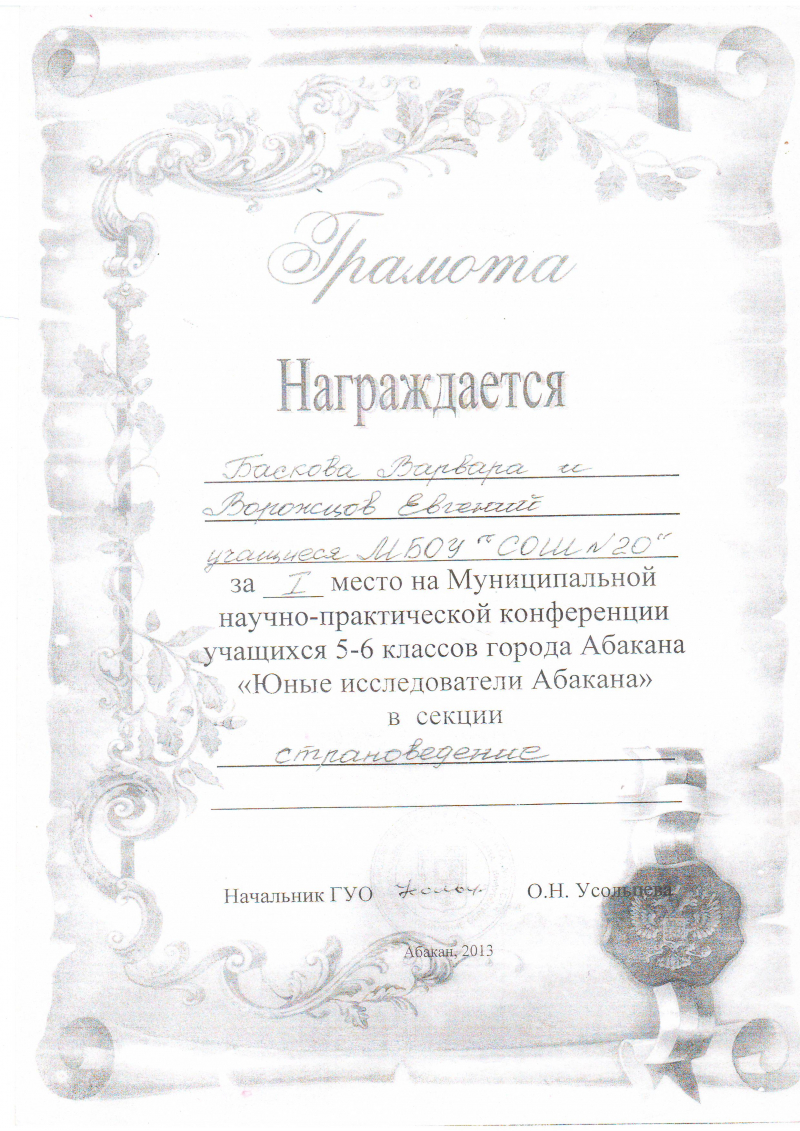 Грамота
Награждается
Баскова Варвара и
Ворожцов Евгений
учащиеся МБОУ "СОШ №20"
за I место на Муниципальной
научно-практической конференции
учащихся 5-6 классов города Абакана
«Юные исследователи Абакана»
в секции
страноведение
Начальник ГУО О.Н. Усольцева
Абакан, 2013